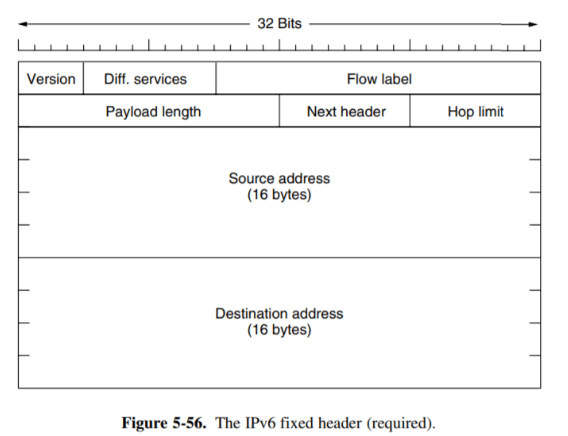 32 Bits
Version Diff. services Flow label
Payload length Next header Hop limit
Source address
(16 bytes)
Destination address
(16 bytes)
Figure 5-56. The IPv6 fixed header (required).